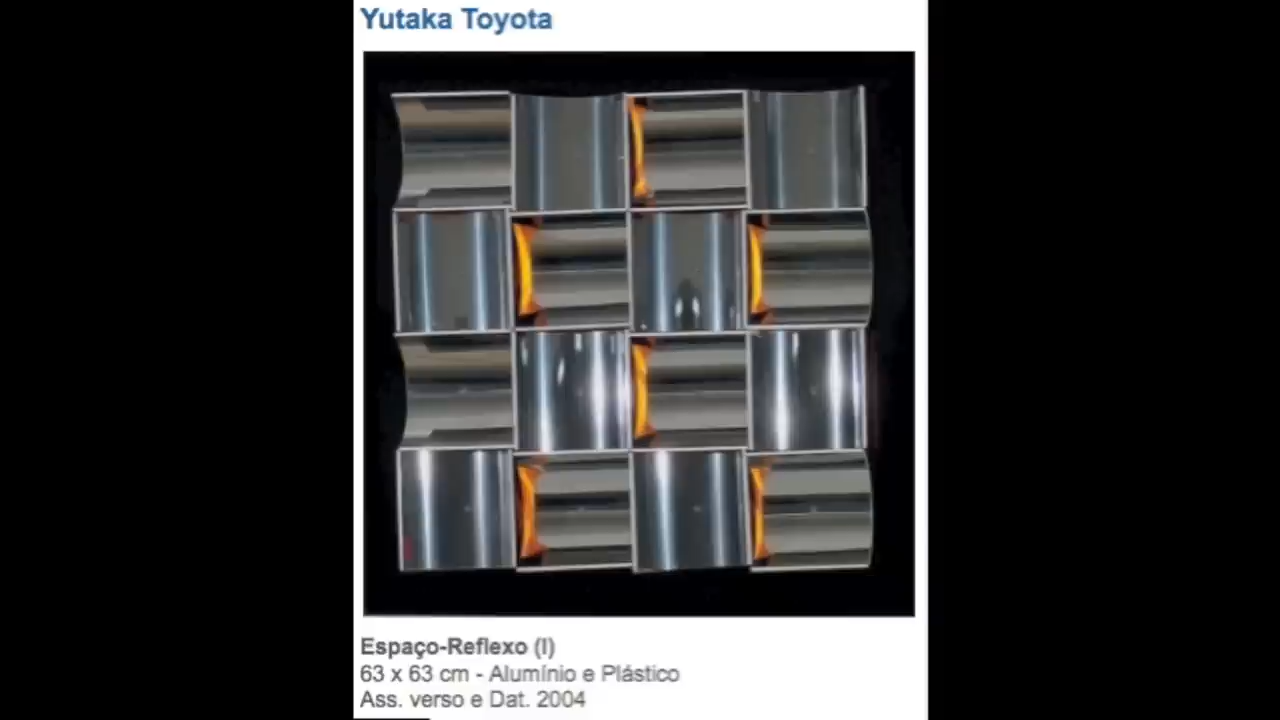 Yutaka Toyota
Espaço-Reflexo (I)
63 x 63 cm - Alumínio e Plástico
Ass. verso e Dat. 2004